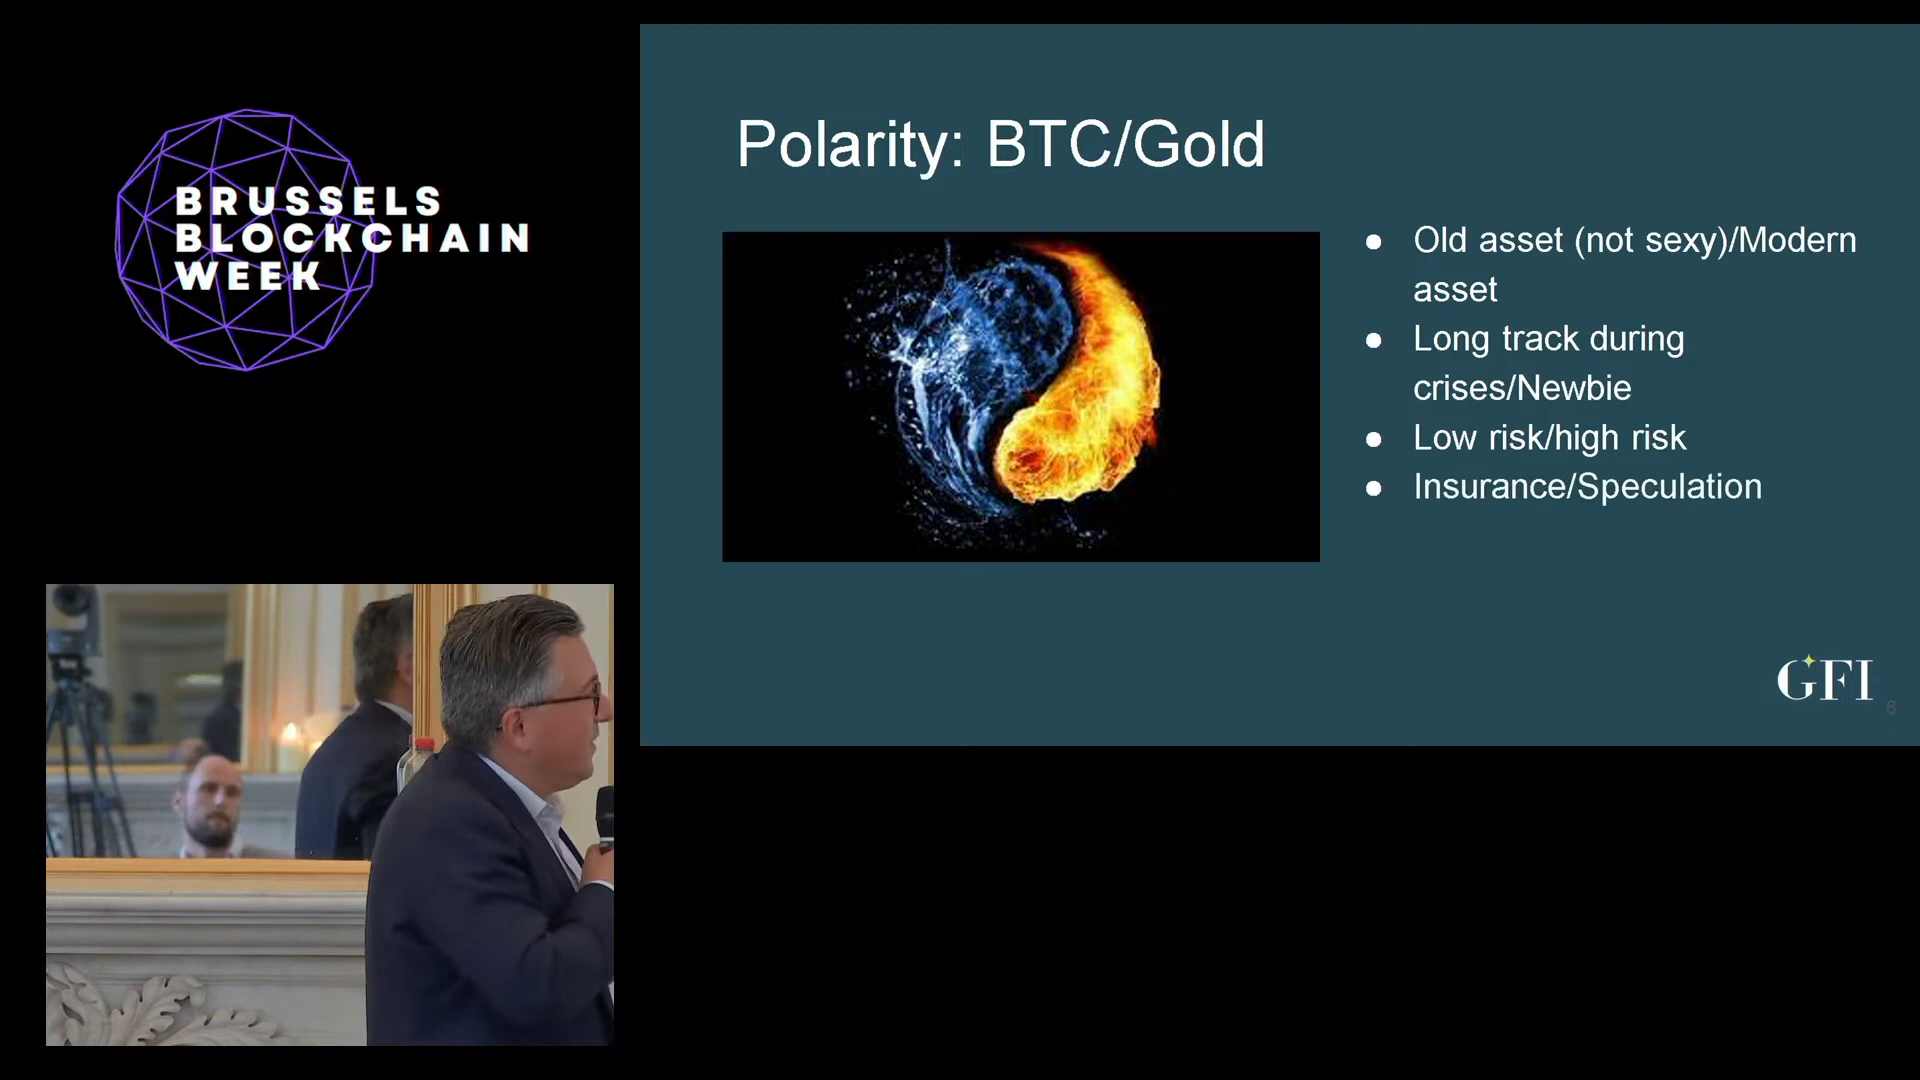 BRUSSELS
BLOCKCHAIN
WEEK
Polarity: BTC/Gold
● Old asset (not sexy)/Modern
asset
● Long track during
crises/Newbie
● Low risk/high risk
● Insurance/Speculation
GFI
6